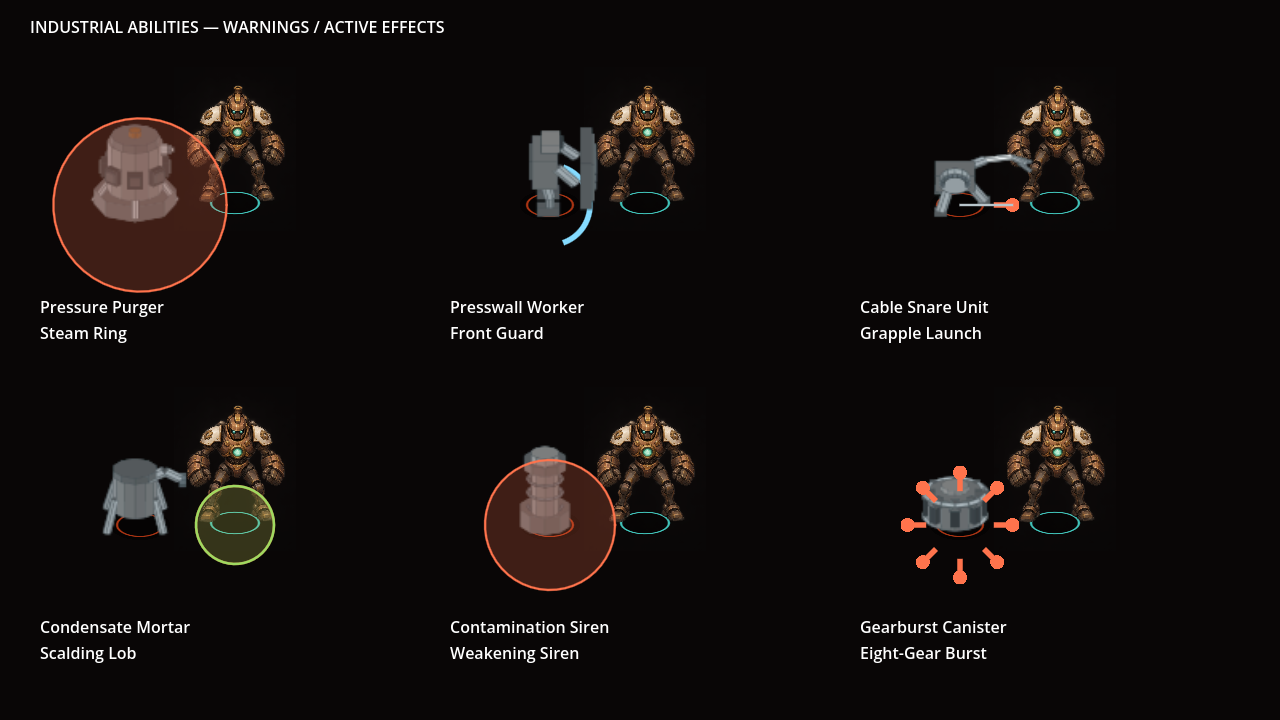 INDUSTRIAL ABILITIES — WARNINGS / ACTIVE EFFECTS
Pressure Purger
Steam Ring
Presswall Worker
Front Guard
Cable Snare Unit
Grapple Launch
Condensate Mortar
Scalding Lob
Contamination Siren
Weakening Siren
Gearburst Canister
Eight-Gear Burst